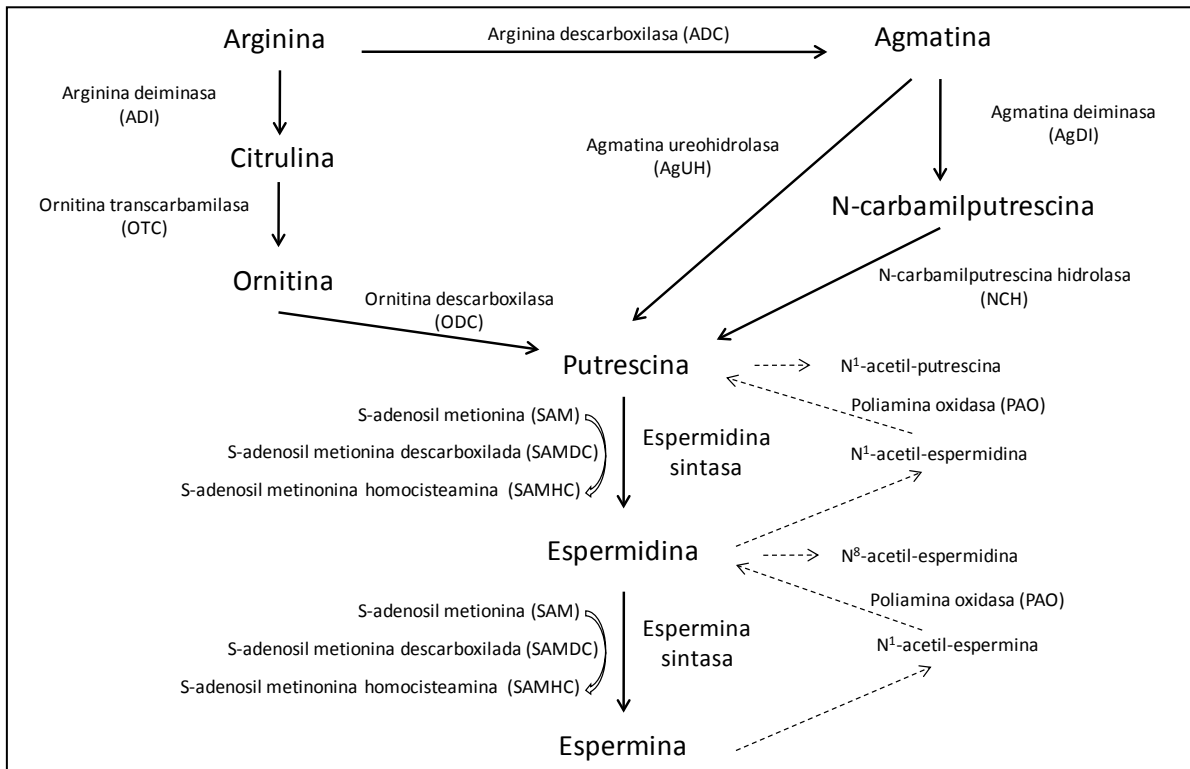 Arginina
Arginina descarboxilasa (ADC)
Agmatina
Arginina deiminasa
(ADI)
Agmatina ureohidrolasa
(AgUH)
Agmatina deiminasa
(AgDI)
Citrulina
Ornitina transcarbamilasa
(OTC)
N-carbamilputrescina
Ornitina
Ornitina descarboxilasa
(ODC)
N-carbamilputrescina hidrolasa
(NCH)
Putrescina
N¹-acetil-putrescina
Poliamina oxidasa (PAO)
S-adenosil metionina (SAM)
S-adenosil metionina descarboxilada (SAMDC)
S-adenosil metinonina homocisteamina (SAMHC)
Espermidina
sintasa
N¹-acetil-espermidina
Espermidina
N⁸-acetil-espermidina
Poliamina oxidasa (PAO)
S-adenosil metionina (SAM)
S-adenosil metionina descarboxilada (SAMDC)
S-adenosil metinonina homocisteamina (SAMHC)
Espermina
sintasa
N¹-acetil-espermina
Espermina